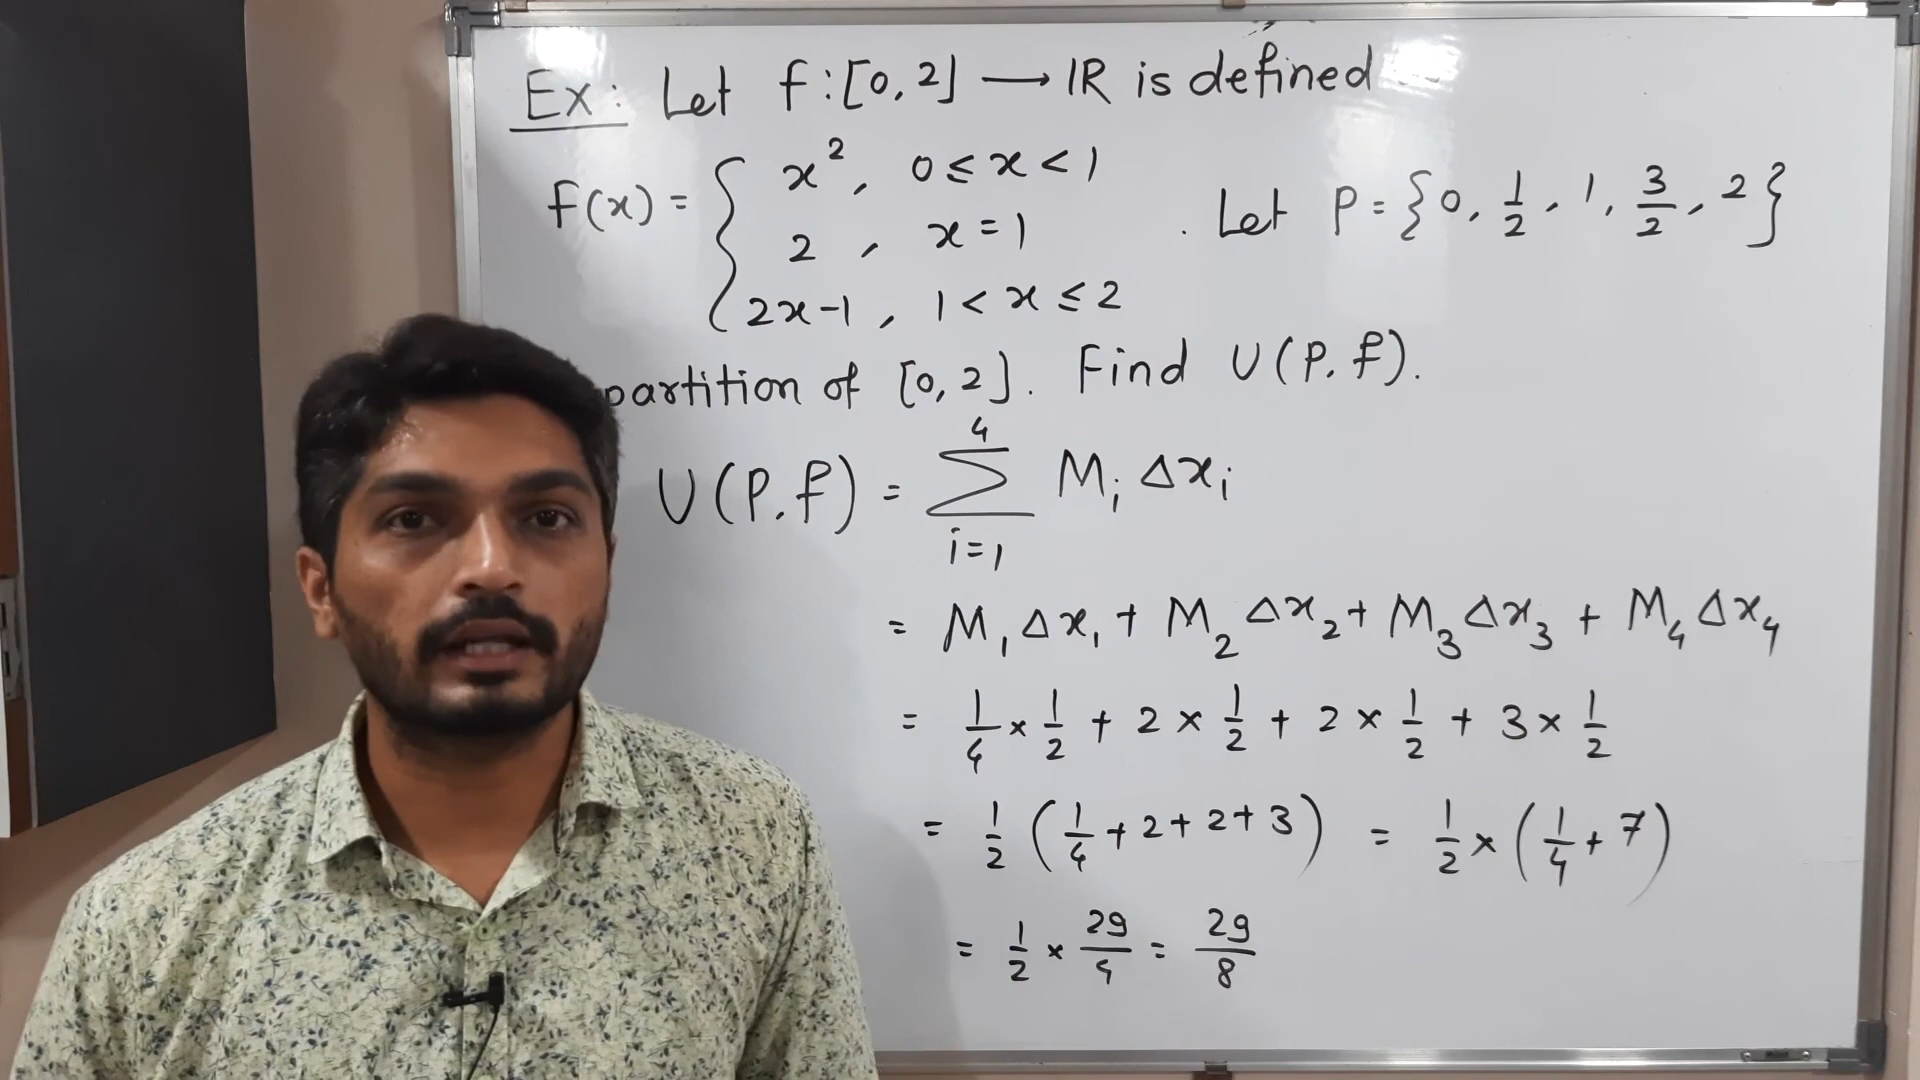 Ex: Let f:[0,2] ⟶ IR is defined
f(x) = { x², 0 ≤ x < 1
2, x = 1
2x-1, 1 < x ≤ 2
. Let P = {0, 1/2, 1, 3/2, 2}
partition of [0,2]. Find U(P,f).
U(P,f) = Σ_{i=1}^{4} M_i Δx_i
= M₁Δx₁ + M₂Δx₂ + M₃Δx₃ + M₄Δx₄
= 1/4 × 1/2 + 2 × 1/2 + 2 × 1/2 + 3 × 1/2
= 1/2 (1/4 + 2 + 2 + 3) = 1/2 × (1/4 + 7)
= 1/2 × 29/4 = 29/8